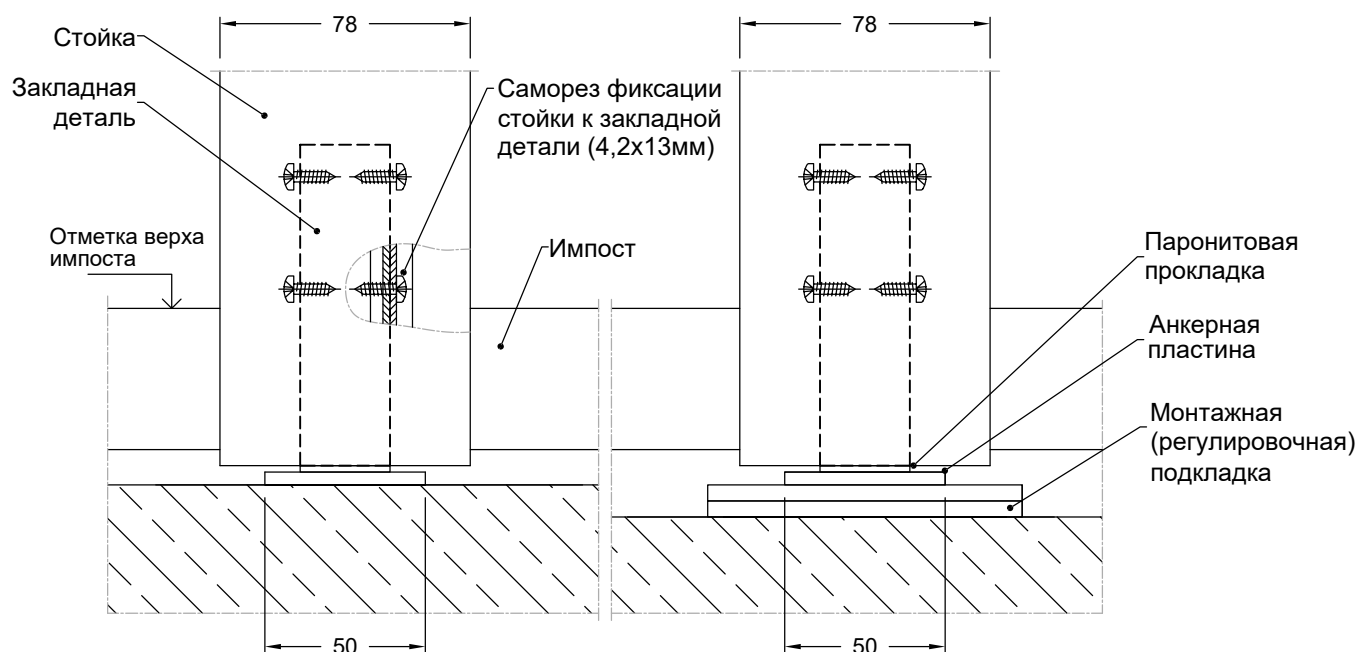 78
78
Стойка
Закладная
деталь
Саморез фиксации
стойки к закладной
детали (4,2х13мм)
Отметка верха
импоста
Импост
Паронитовая
прокладка
Анкерная
пластина
Монтажная
(регулировочная)
подкладка
50
50